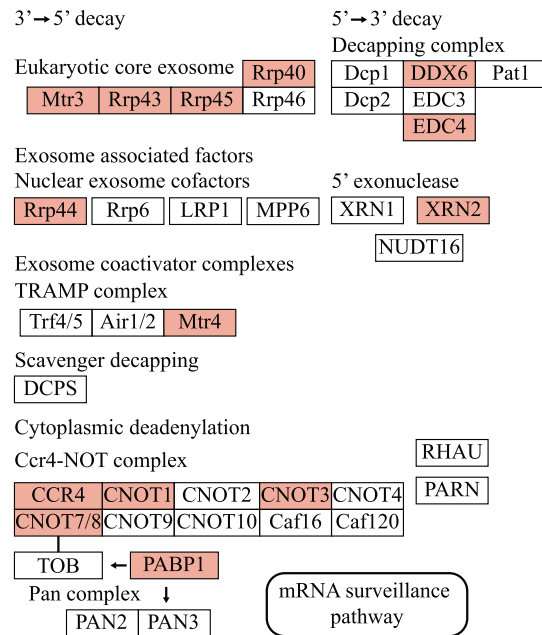 3’→5’ decay
5’→3’ decay
Decapping complex
Eukaryotic core exosome Rrp40
Dcp1 DDX6 Pat1
Mtr3 Rrp43 Rrp45 Rrp46
Dcp2 EDC3
EDC4
Exosome associated factors
Nuclear exosome cofactors
5’ exonuclease
Rrp44 Rrp6 LRP1 MPP6
XRN1 XRN2
NUDT16
Exosome coactivator complexes
TRAMP complex
Trf4/5 Air1/2 Mtr4
Scavenger decapping
DCPS
Cytoplasmic deadenylation
Ccr4-NOT complex
RHAU
PARN
CCR4 CNOT1 CNOT2 CNOT3 CNOT4
CNOT7/8 CNOT9 CNOT10 Caf16 Caf120
TOB ← PABP1
Pan complex ↓
PAN2 PAN3
mRNA surveillance
pathway